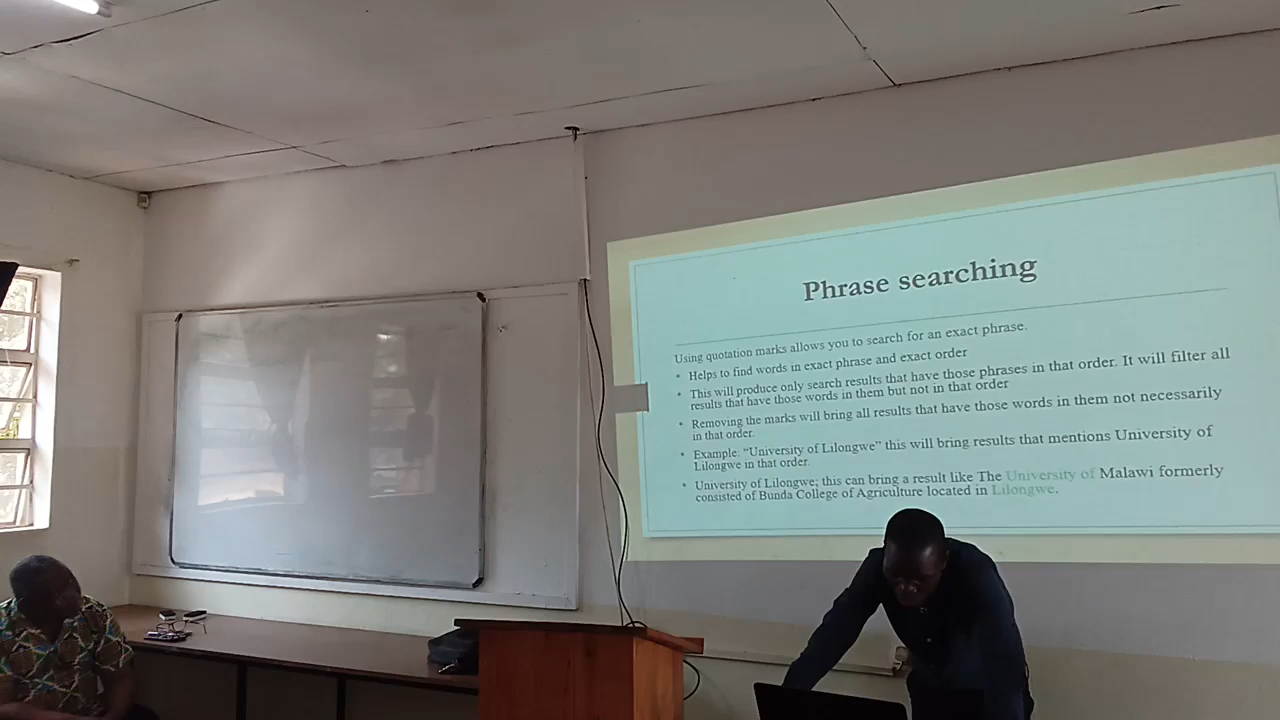 Phrase searching
Using quotation marks allows you to search for an exact phrase.
• Helps to find words in exact phrase and exact order
• This will produce only search results that have those phrases in that order. It will filter all
results that have those words in them but not in that order
• Removing the marks will bring all results that have those words in them not necessarily
in that order.
• Example: “University of Lilongwe” this will bring results that mentions University of
Lilongwe in that order.
• University of Lilongwe; this can bring a result like The University of Malawi formerly
consisted of Bunda College of Agriculture located in Lilongwe.